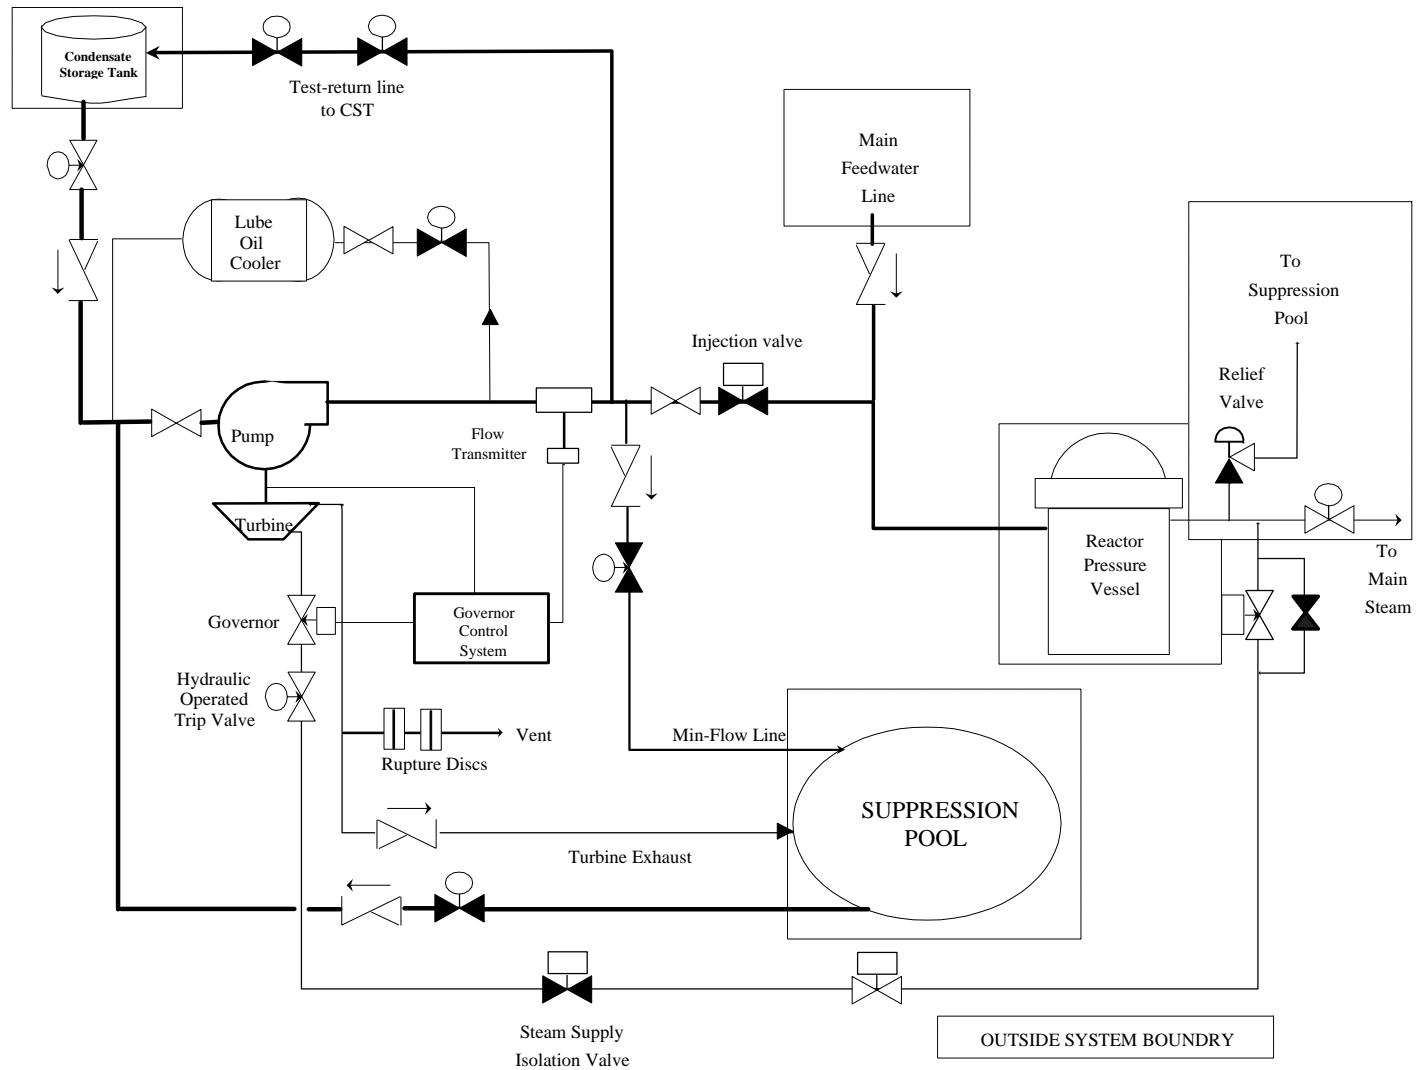 Condensate
Storage Tank
Test-return line
to CST
Main
Feedwater
Line
Lube
Oil
Cooler
To
Suppression
Pool
Injection valve
Relief
Valve
Pump
Flow
Transmitter
Turbine
Reactor
Pressure
Vessel
To
Main
Steam
Governor
Governor
Control
System
Hydraulic
Operated
Trip Valve
Vent
Rupture Discs
Min-Flow Line
SUPPRESSION
POOL
Turbine Exhaust
Steam Supply
Isolation Valve
OUTSIDE SYSTEM BOUNDRY